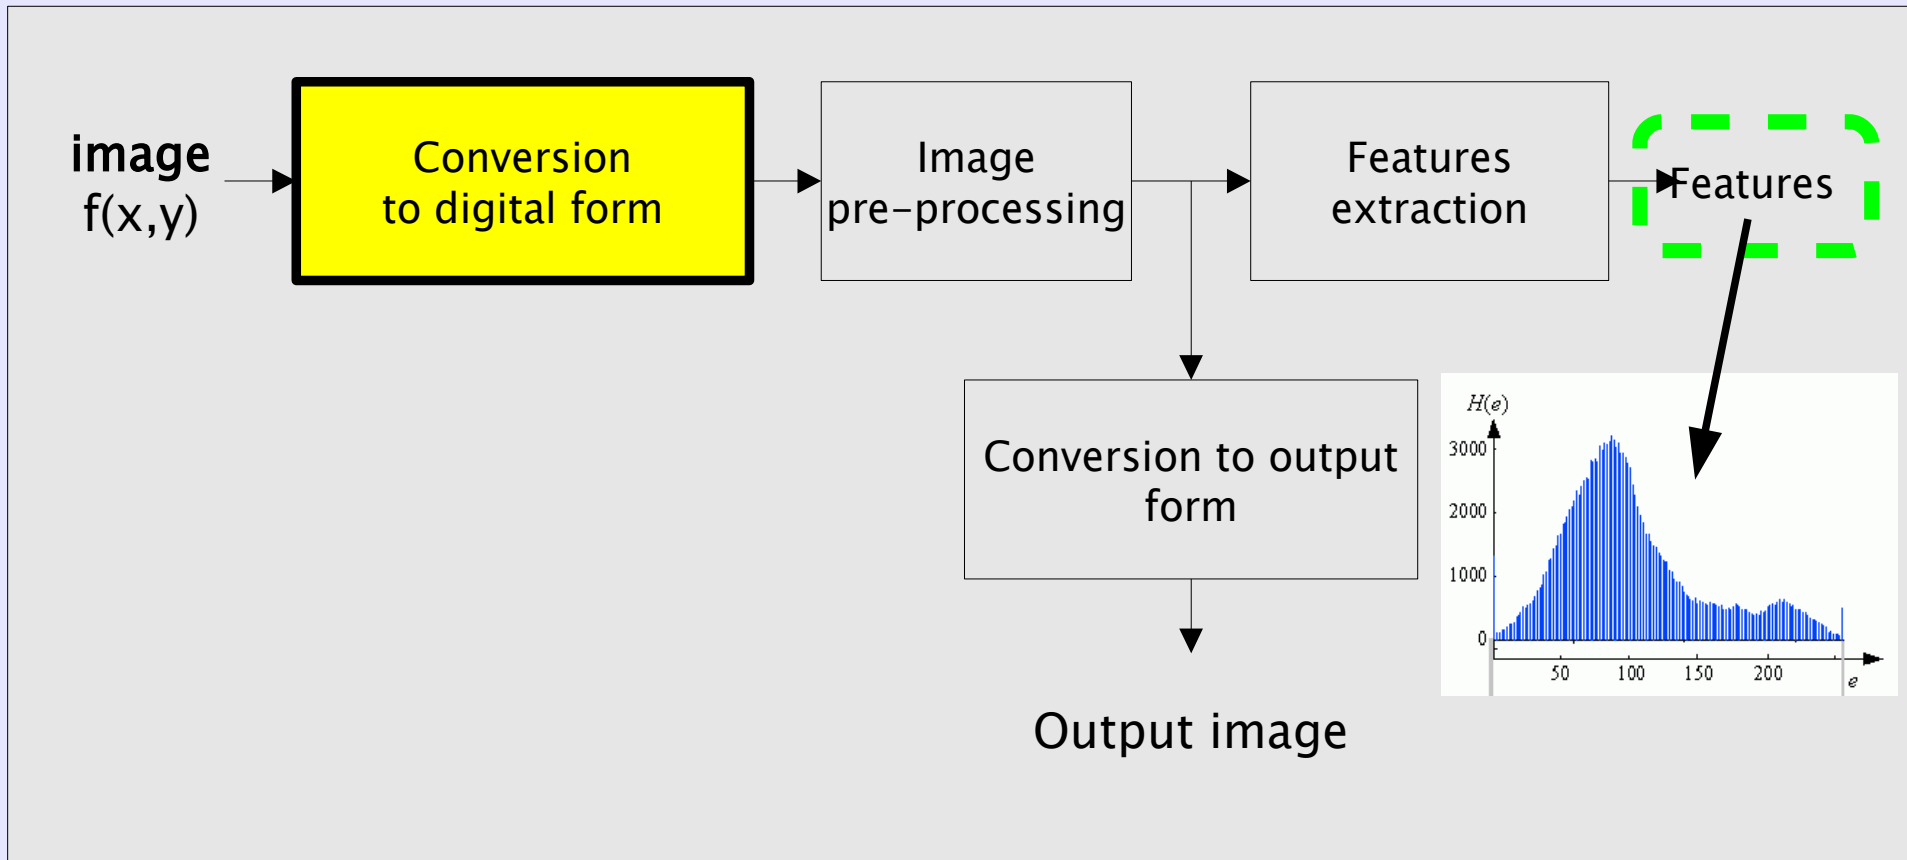 image
f(x,y)
Conversion
to digital form
Image
pre-processing
Features
extraction
Features
Conversion to output
form
Output image
H(e)
3000
2000
1000
0
50 100 150 200
e